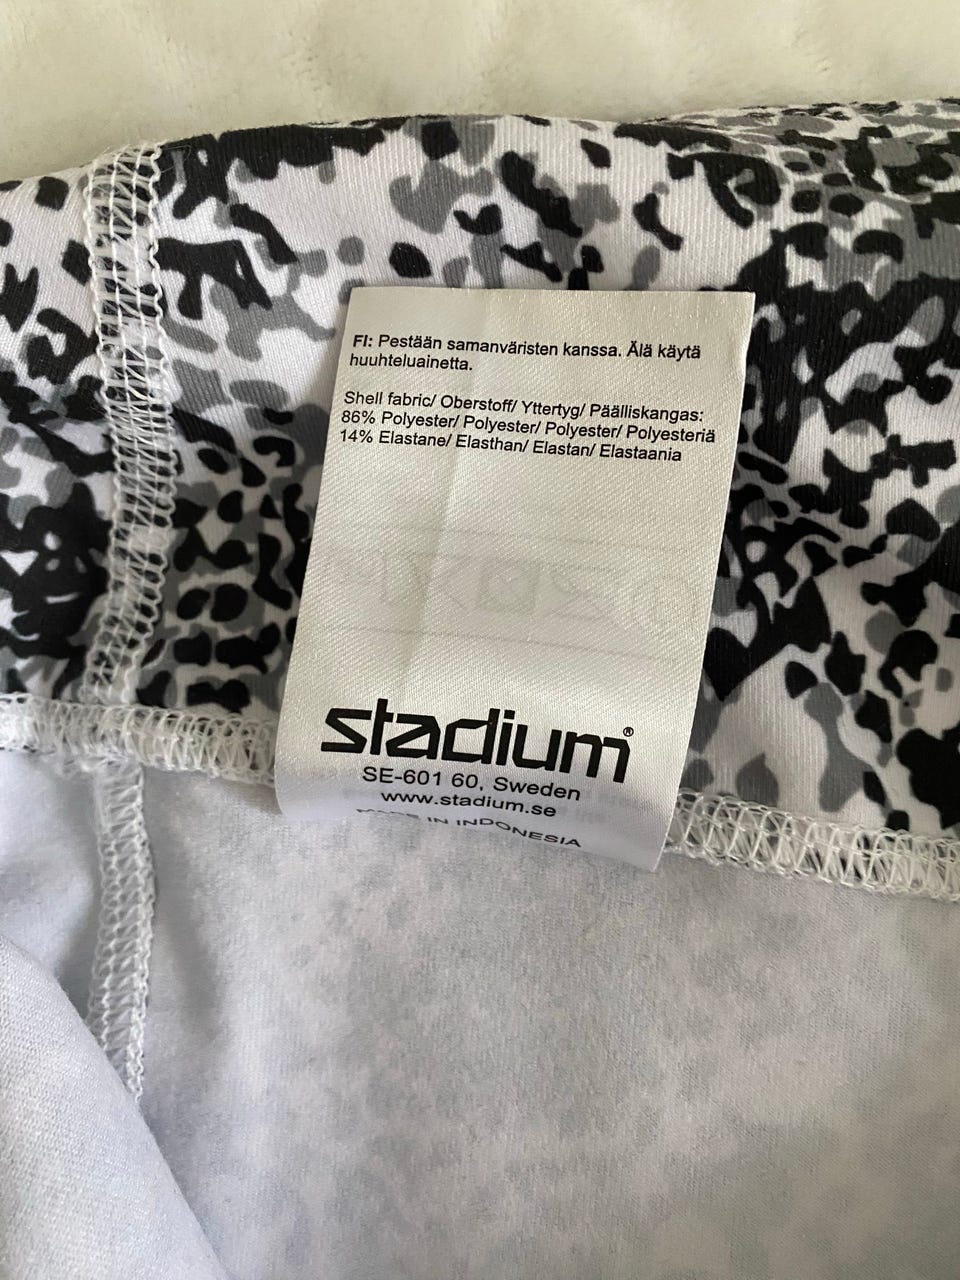 FI: Pestään samanväristen kanssa. Älä käytä
huuhteluainetta.
Shell fabric/ Oberstoff/ Yttertyg/ Päälliskangas:
86% Polyester/ Polyester/ Polyester/ Polyesteriä
14% Elastane/ Elasthan/ Elastan/ Elastaania
stadium®
SE-601 60, Sweden
www.stadium.se
MADE IN INDONESIA